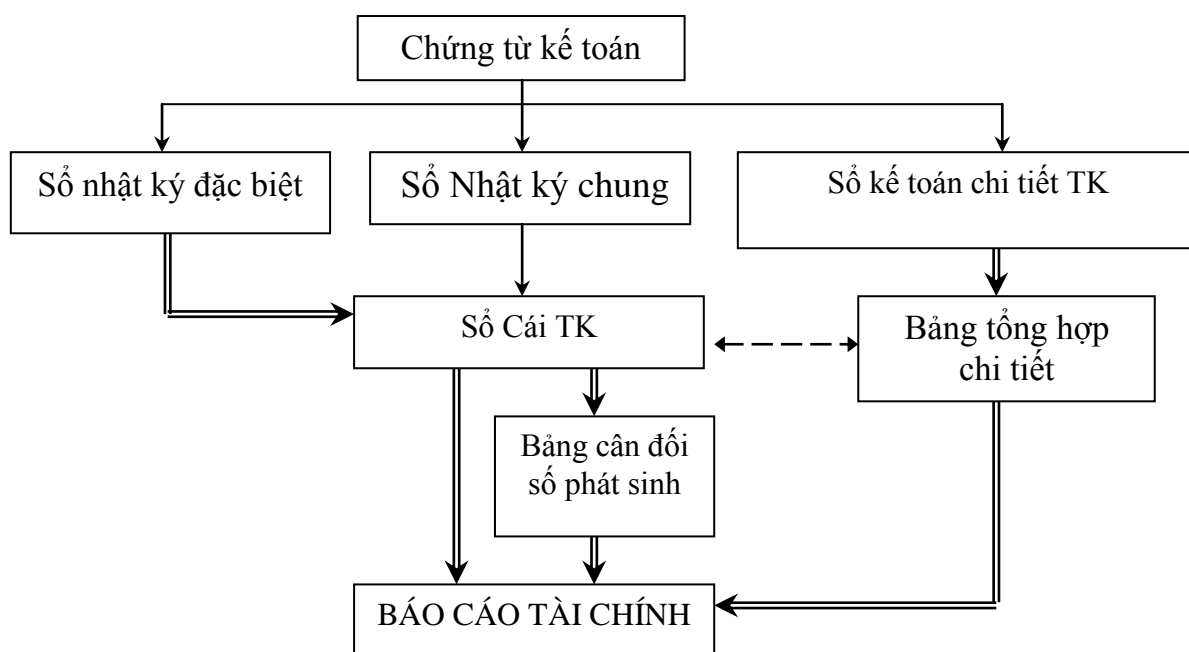 Chứng từ kế toán
Sổ nhật ký đặc biệt
Sổ Nhật ký chung
Sổ kế toán chi tiết TK
Sổ Cái TK
Bảng tổng hợp
chi tiết
Bảng cân đối
số phát sinh
BÁO CÁO TÀI CHÍNH